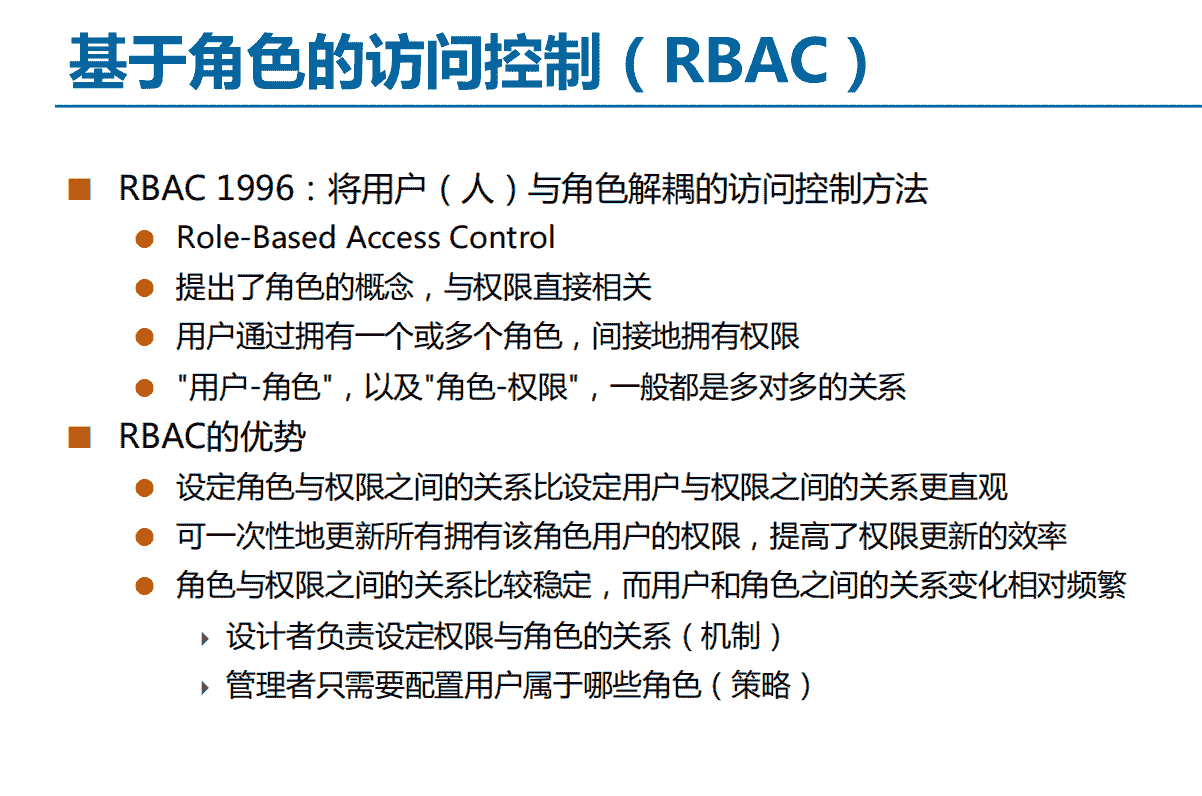 基于角色的访问控制（RBAC）
RBAC 1996：将用户（人）与角色解耦的访问控制方法
Role-Based Access Control
提出了角色的概念，与权限直接相关
用户通过拥有一个或多个角色，间接地拥有权限
"用户-角色"，以及"角色-权限"，一般都是多对多的关系
RBAC的优势
设定角色与权限之间的关系比设定用户与权限之间的关系更直观
可一次性地更新所有拥有该角色用户的权限，提高了权限更新的效率
角色与权限之间的关系比较稳定，而用户和角色之间的关系变化相对频繁
设计者负责设定权限与角色的关系（机制）
管理者只需要配置用户属于哪些角色（策略）